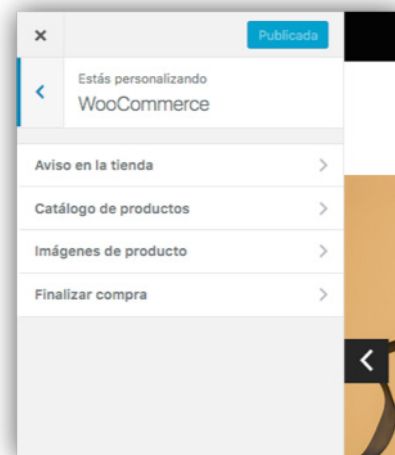 Publicada
Estás personalizando
WooCommerce
Aviso en la tienda
Catálogo de productos
Imágenes de producto
Finalizar compra